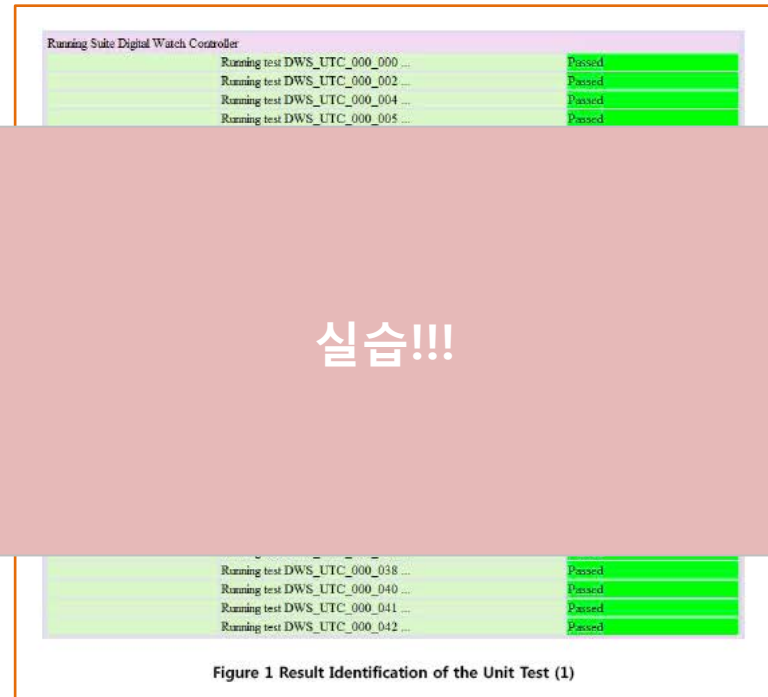 Running Suite Digital Watch Controller
Running test DWS_UTC_000_000 ... Passed
Running test DWS_UTC_000_002 ... Passed
Running test DWS_UTC_000_004 ... Passed
Running test DWS_UTC_000_005 ... Passed
실습!!!
Running test DWS_UTC_000_038 ... Passed
Running test DWS_UTC_000_040 ... Passed
Running test DWS_UTC_000_041 ... Passed
Running test DWS_UTC_000_042 ... Passed
Figure 1 Result Identification of the Unit Test (1)